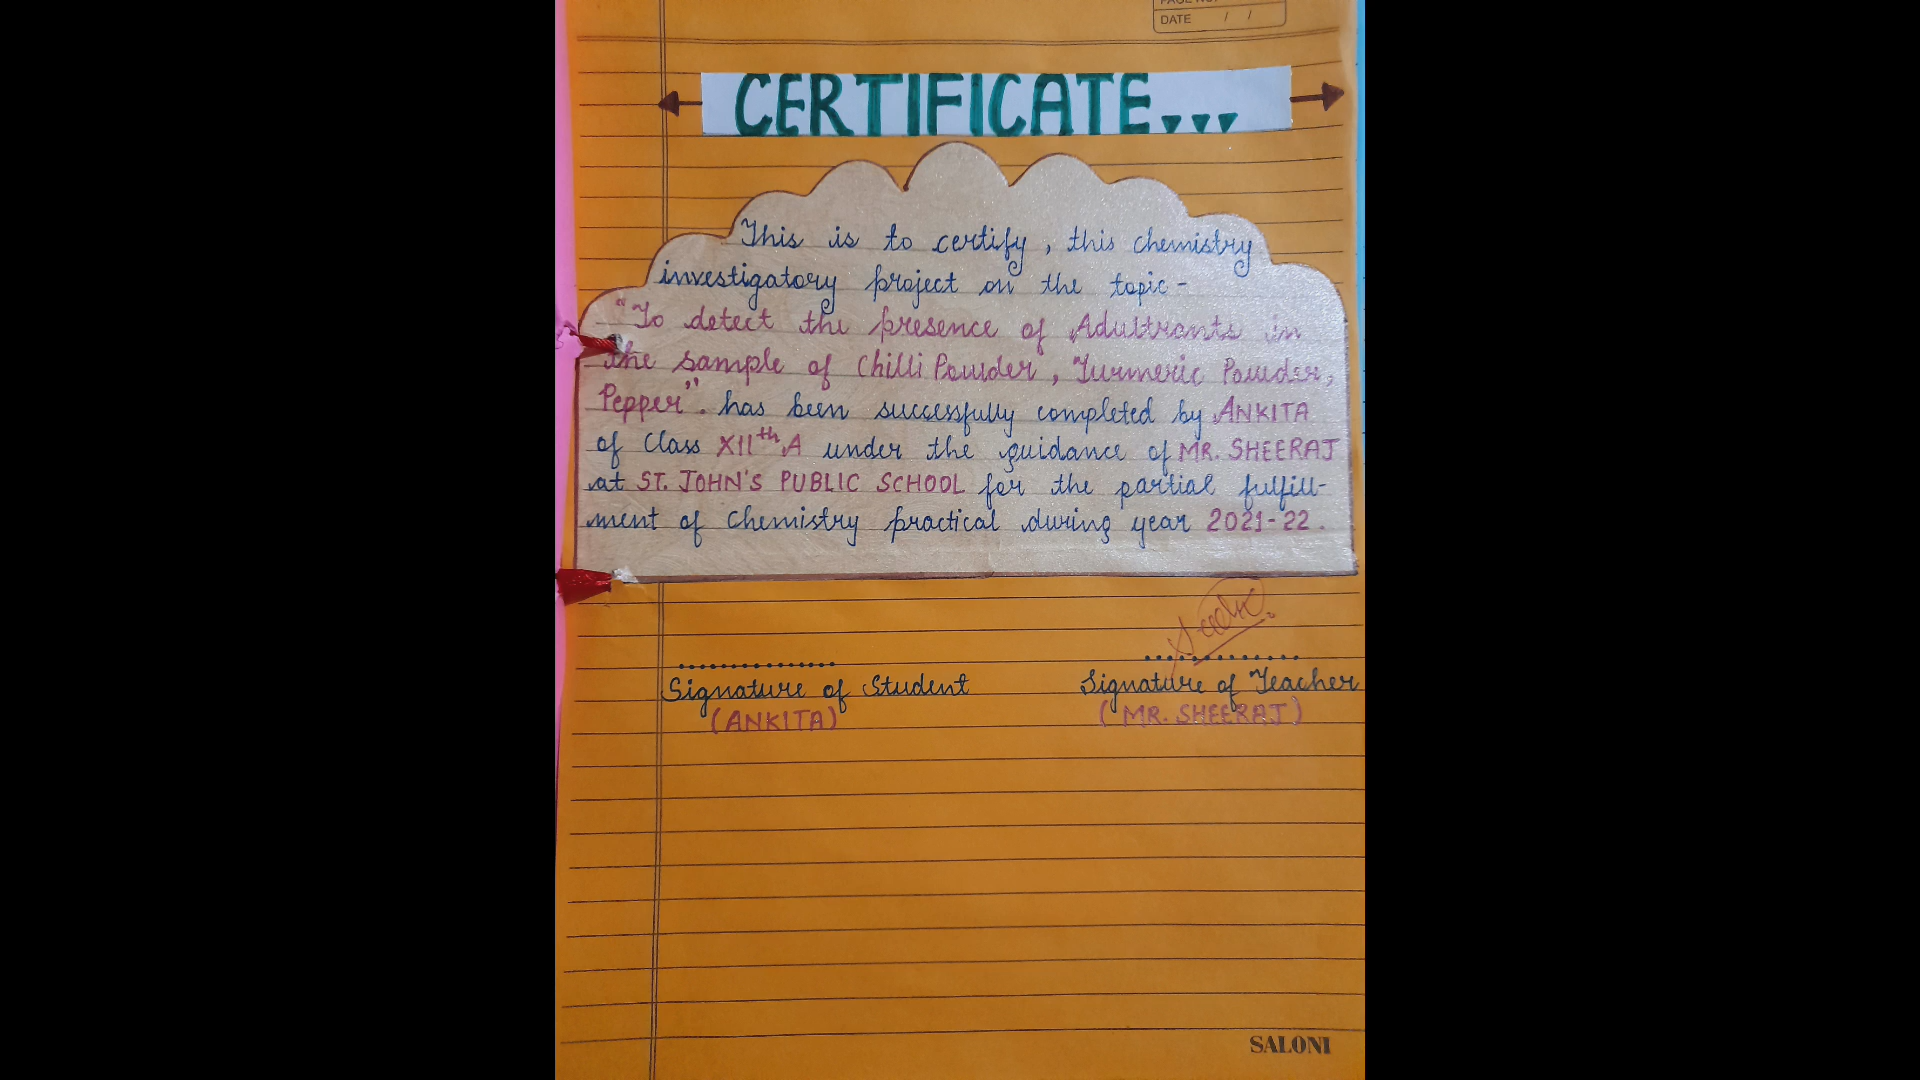 DATE / /
CERTIFICATE...
This is to certify, this chemistry
investigatory project on the topic-
"To detect the presence of Adultrants in
the sample of Chilli Powder, Turmeric Powder,
Pepper". has been successfully completed by ANKITA
of Class XIIth A under the guidance of MR. SHEERAJ
at ST. JOHN'S PUBLIC SCHOOL for the partial fulfill-
ment of Chemistry practical during year 2021-22.
Signature of Student
(ANKITA)
Signature of Teacher
(MR. SHEERAJ)
SALONI